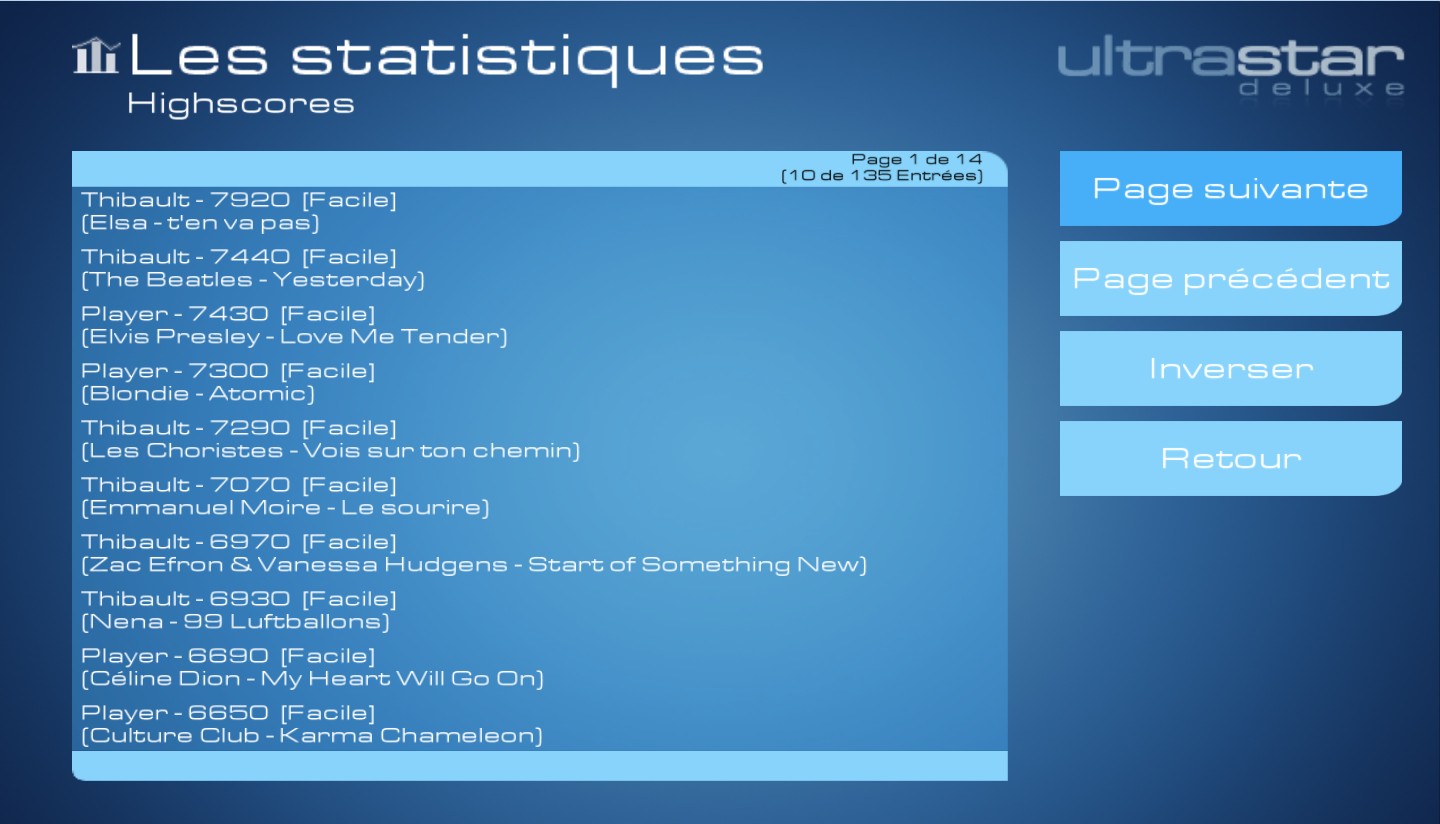 Les statistiques
Highscores
ultrastar
deluxe
Page 1 de 14
(10 de 135 Entrées)
Thibault - 7920 [Facile]
(Elsa - t'en va pas)
Thibault - 7440 [Facile]
(The Beatles - Yesterday)
Player - 7430 [Facile]
(Elvis Presley - Love Me Tender)
Player - 7300 [Facile]
(Blondie - Atomic)
Thibault - 7290 [Facile]
(Les Choristes - Vois sur ton chemin)
Thibault - 7070 [Facile]
(Emmanuel Moire - Le sourire)
Thibault - 6970 [Facile]
(Zac Efron & Vanessa Hudgens - Start of Something New)
Thibault - 6930 [Facile]
(Nena - 99 Luftballons)
Player - 6690 [Facile]
(Céline Dion - My Heart Will Go On)
Player - 6650 [Facile]
(Culture Club - Karma Chameleon)
Page suivante
Page précédent
Inverser
Retour